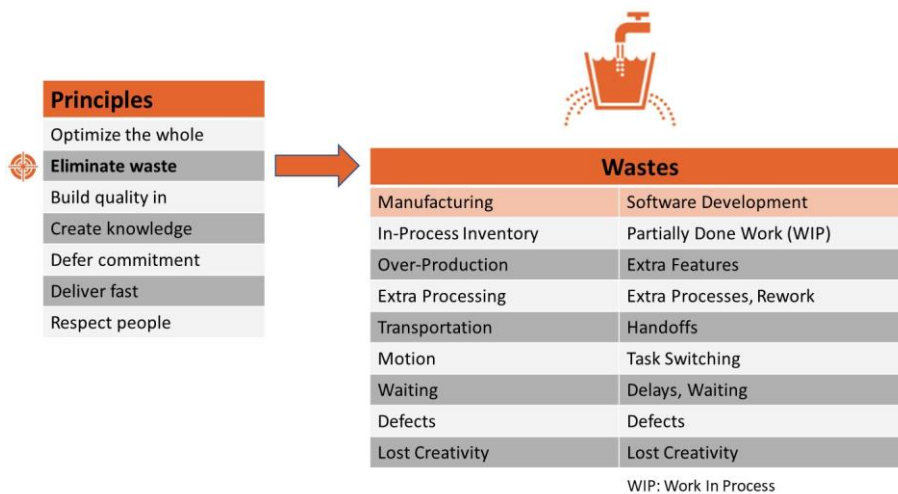 Principles
Optimize the whole
Eliminate waste
Build quality in
Create knowledge
Defer commitment
Deliver fast
Respect people
Wastes
Manufacturing Software Development
In-Process Inventory Partially Done Work (WIP)
Over-Production Extra Features
Extra Processing Extra Processes, Rework
Transportation Handoffs
Motion Task Switching
Waiting Delays, Waiting
Defects Defects
Lost Creativity Lost Creativity
WIP: Work In Process